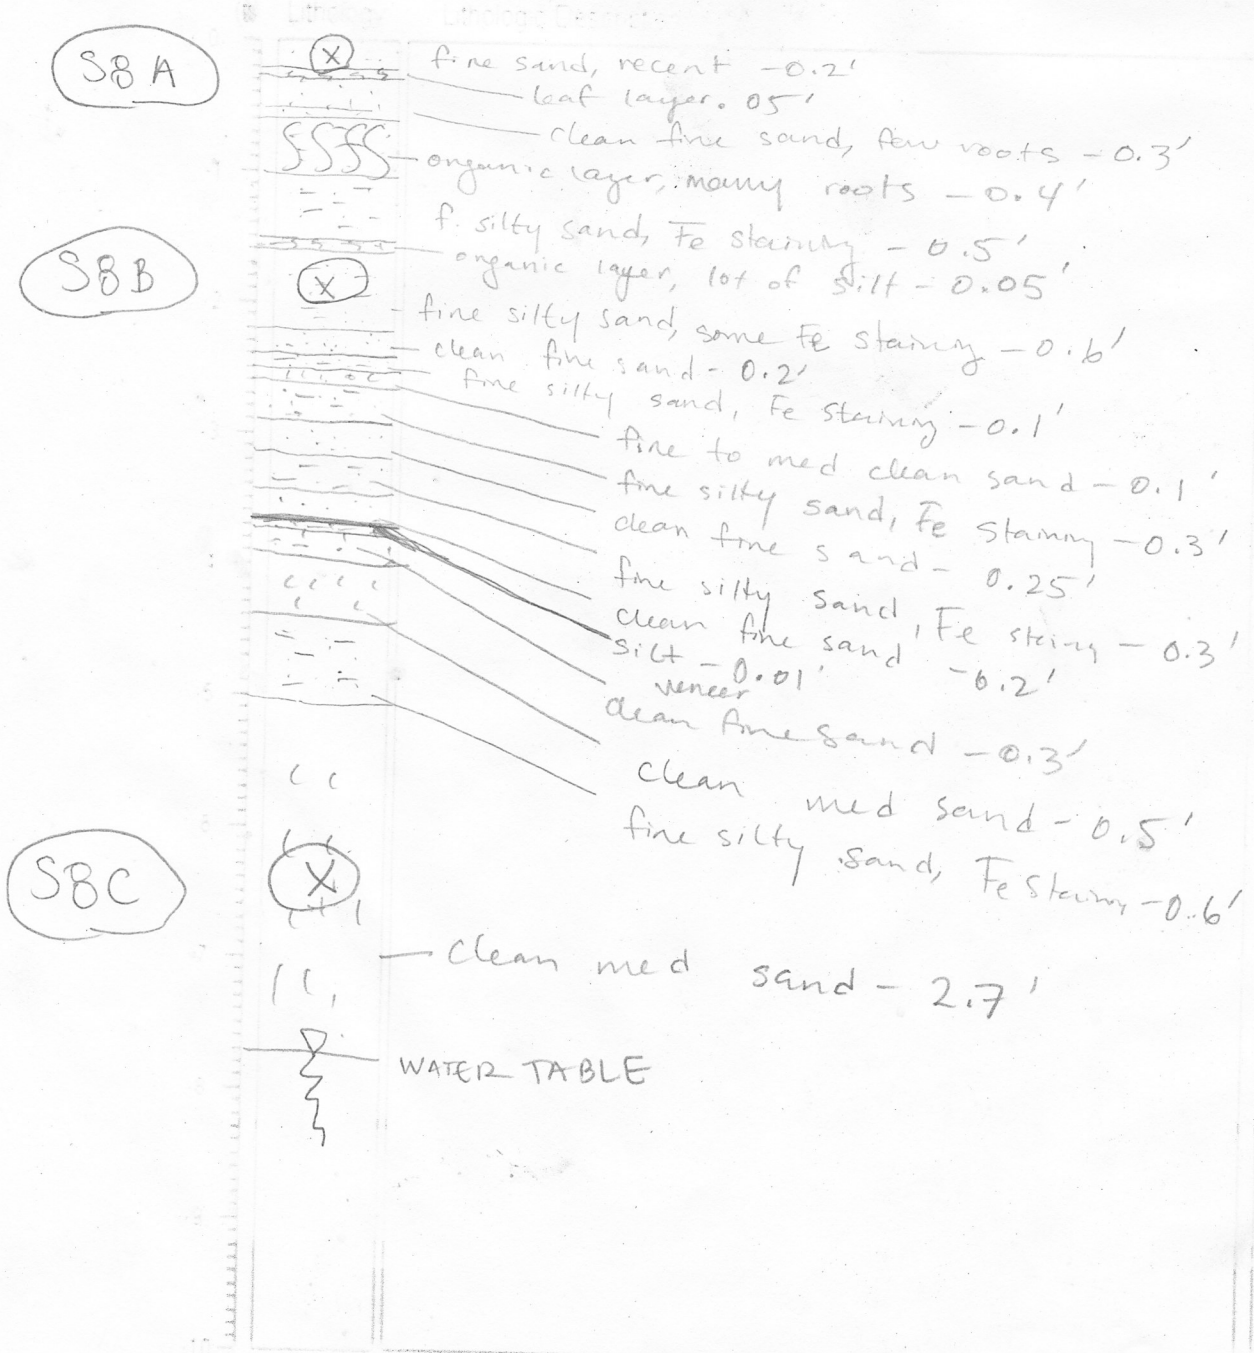 Lithology Lithologic Description
S8A
X
fine sand, recent - 0.2'
leaf layer .05'
clean fine sand, few roots - 0.3'
organic layer, many roots - 0.4'
f. silty sand, Fe staining - 0.5'
organic layer, lot of silt - 0.05'
S8B
X
fine silty sand, some Fe staining - 0.6'
clean fine sand - 0.2'
fine silty sand, Fe staining - 0.1'
fine to med clean sand - 0.1'
fine silty sand, Fe staining - 0.3'
clean fine sand - 0.25'
fine silty sand, Fe staing - 0.3'
clean fine sand - 0.2'
silt - 0.01'
veneer
clean fine sand - 0.3'
clean med sand - 0.5'
fine silty sand, Fe staining - 0.6'
S8C
X
clean med sand - 2.7'
WATER TABLE